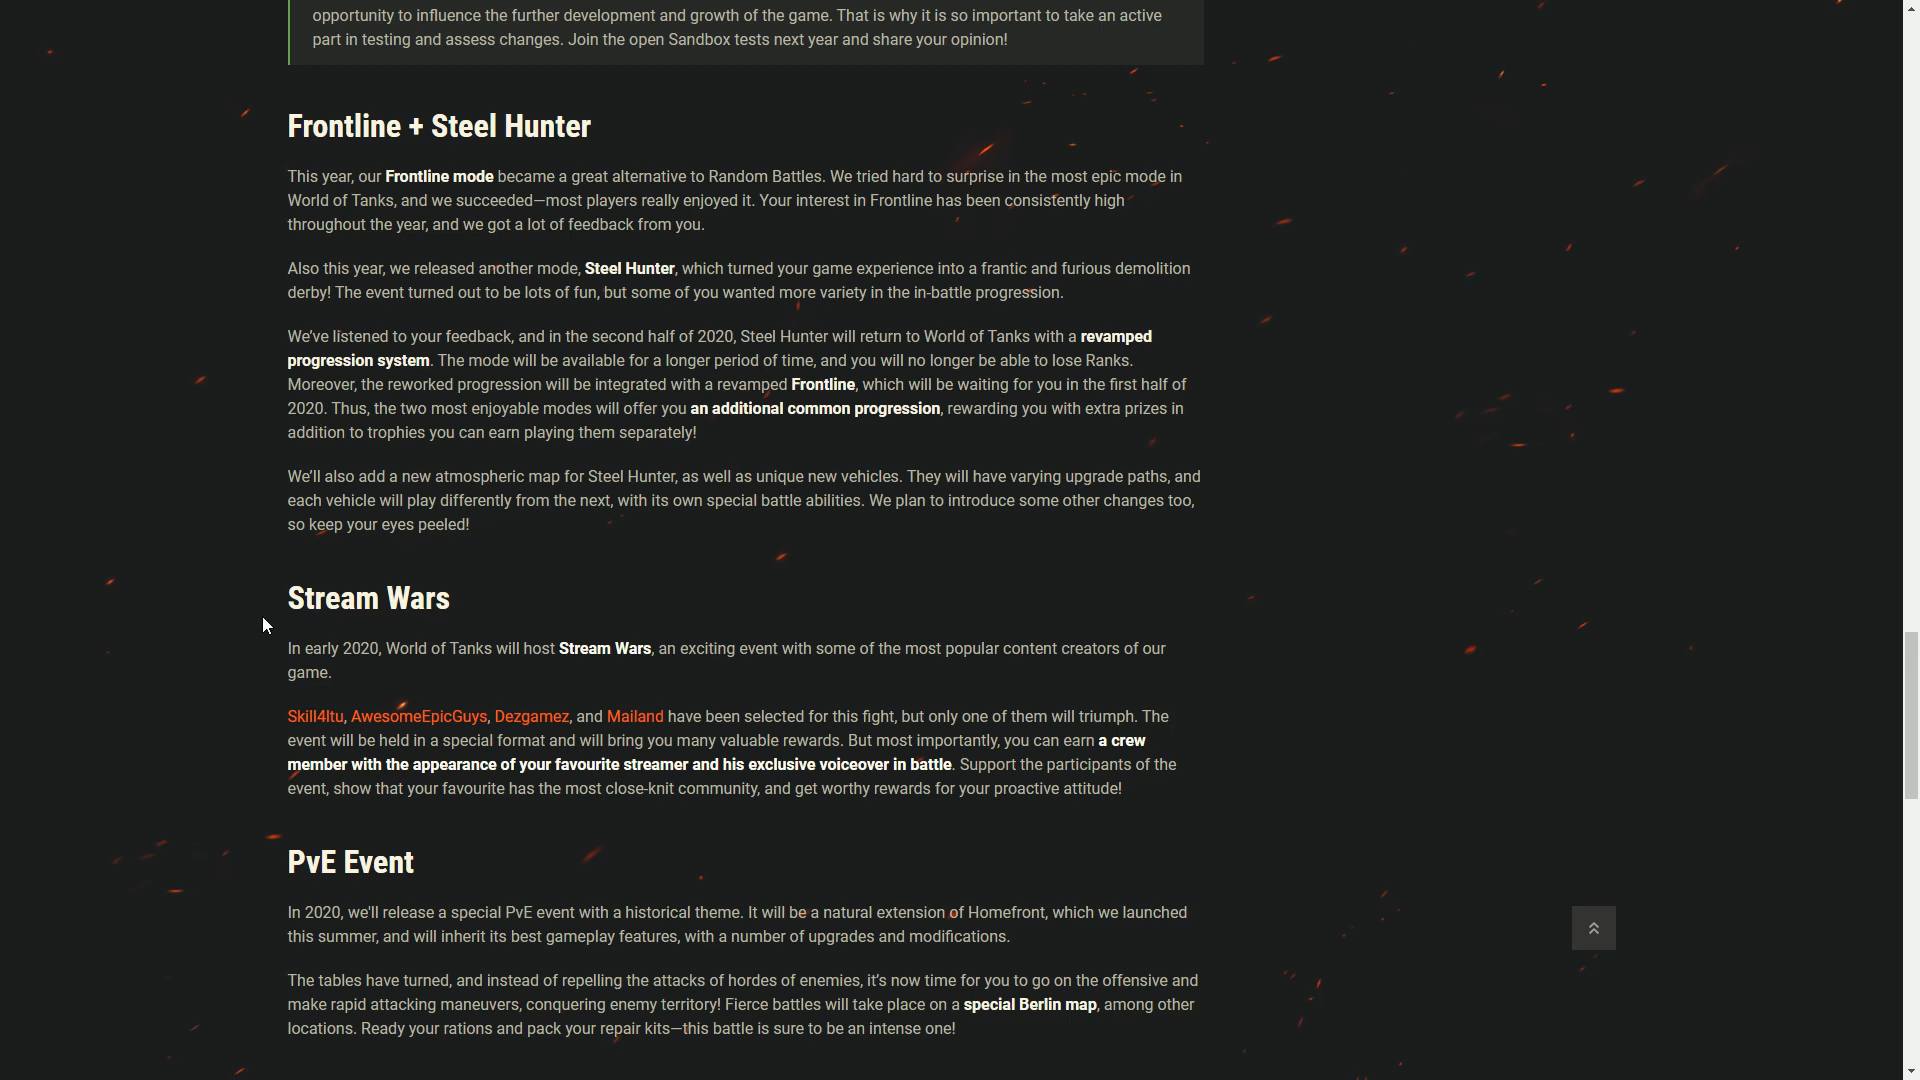 opportunity to influence the further development and growth of the game. That is why it is so important to take an active
part in testing and assess changes. Join the open Sandbox tests next year and share your opinion!
Frontline + Steel Hunter
This year, our Frontline mode became a great alternative to Random Battles. We tried hard to surprise in the most epic mode in
World of Tanks, and we succeeded—most players really enjoyed it. Your interest in Frontline has been consistently high
throughout the year, and we got a lot of feedback from you.
Also this year, we released another mode, Steel Hunter, which turned your game experience into a frantic and furious demolition
derby! The event turned out to be lots of fun, but some of you wanted more variety in the in-battle progression.
We’ve listened to your feedback, and in the second half of 2020, Steel Hunter will return to World of Tanks with a revamped
progression system. The mode will be available for a longer period of time, and you will no longer be able to lose Ranks.
Moreover, the reworked progression will be integrated with a revamped Frontline, which will be waiting for you in the first half of
2020. Thus, the two most enjoyable modes will offer you an additional common progression, rewarding you with extra prizes in
addition to trophies you can earn playing them separately!
We’ll also add a new atmospheric map for Steel Hunter, as well as unique new vehicles. They will have varying upgrade paths, and
each vehicle will play differently from the next, with its own special battle abilities. We plan to introduce some other changes too,
so keep your eyes peeled!
Stream Wars
In early 2020, World of Tanks will host Stream Wars, an exciting event with some of the most popular content creators of our
game.
Skill4ltu, AwesomeEpicGuys, Dezgamez, and Mailand have been selected for this fight, but only one of them will triumph. The
event will be held in a special format and will bring you many valuable rewards. But most importantly, you can earn a crew
member with the appearance of your favourite streamer and his exclusive voiceover in battle. Support the participants of the
event, show that your favourite has the most close-knit community, and get worthy rewards for your proactive attitude!
PvE Event
In 2020, we'll release a special PvE event with a historical theme. It will be a natural extension of Homefront, which we launched
this summer, and will inherit its best gameplay features, with a number of upgrades and modifications.
The tables have turned, and instead of repelling the attacks of hordes of enemies, it’s now time for you to go on the offensive and
make rapid attacking maneuvers, conquering enemy territory! Fierce battles will take place on a special Berlin map, among other
locations. Ready your rations and pack your repair kits—this battle is sure to be an intense one!